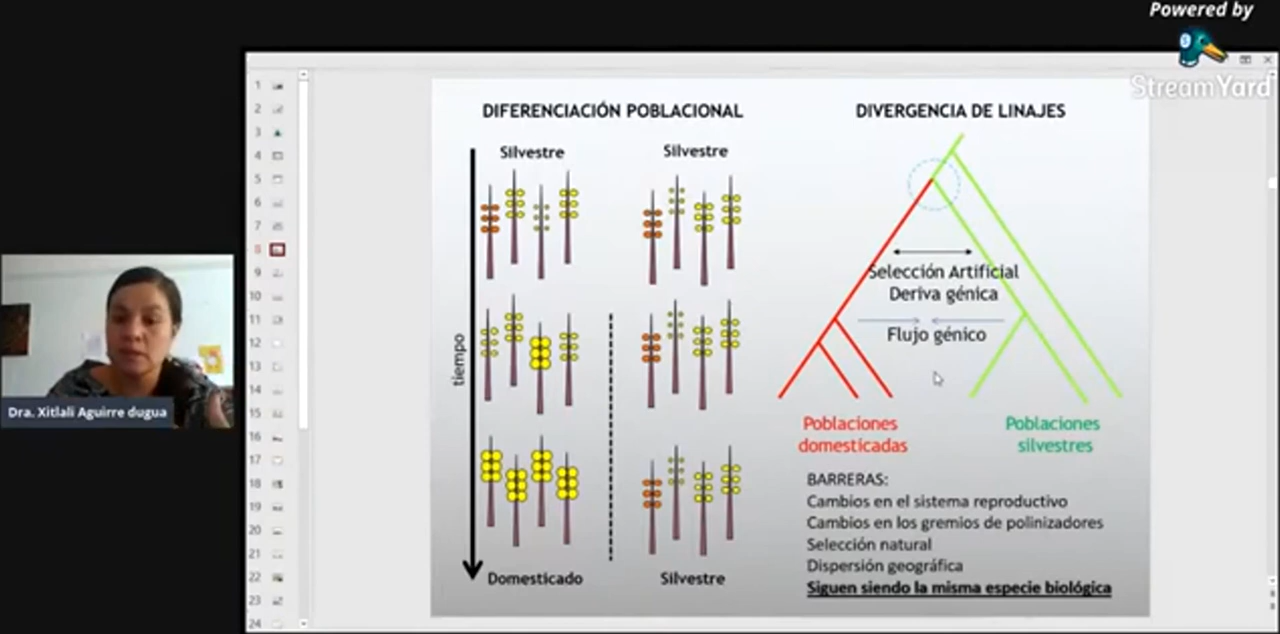 Powered by
StreamYard
1
2
3
4
5
6
7
8
9
10
11
12
13
14
15
16
17
18
19
20
21
22
23
24
Dra. Xitlali Aguirre dugua
DIFERENCIACIÓN POBLACIONAL
Silvestre
Silvestre
tiempo
Domesticado
Silvestre
DIVERGENCIA DE LINAJES
Selección Artificial
Deriva génica
Flujo génico
Poblaciones
domesticadas
Poblaciones
silvestres
BARRERAS:
Cambios en el sistema reproductivo
Cambios en los gremios de polinizadores
Selección natural
Dispersión geográfica
Siguen siendo la misma especie biológica